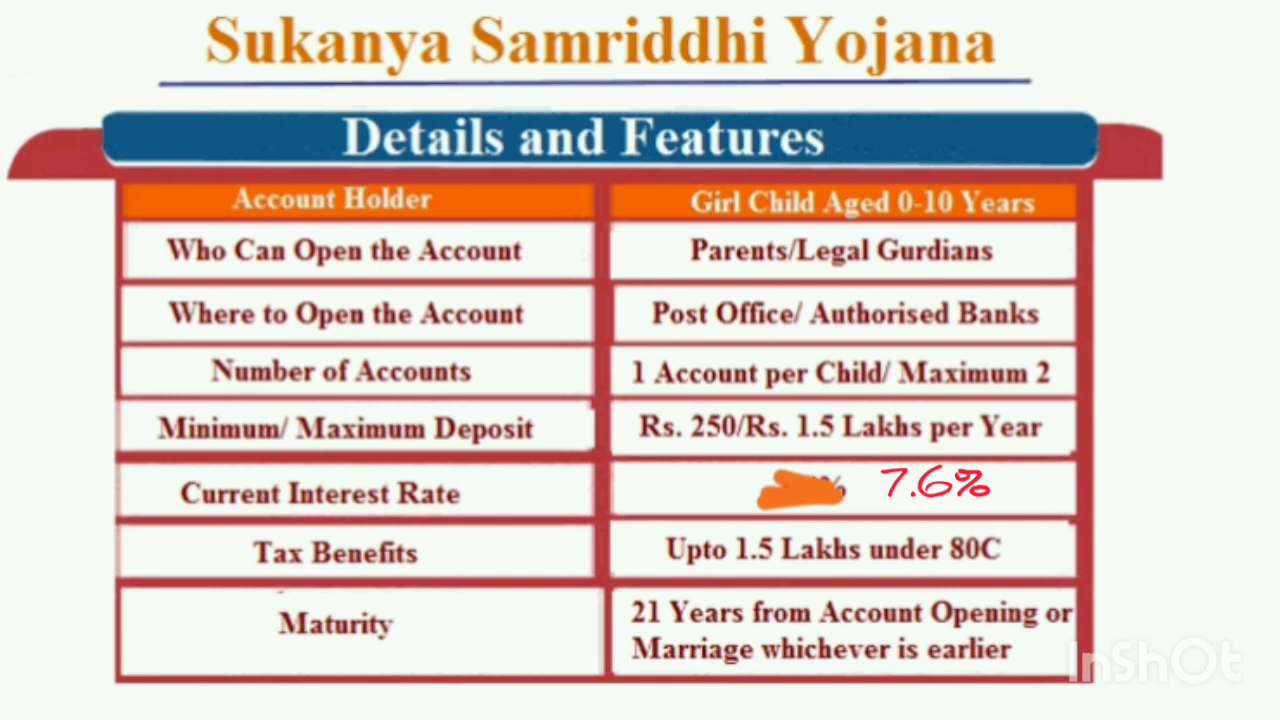 Sukanya Samriddhi Yojana
Details and Features
Account Holder Girl Child Aged 0-10 Years
Who Can Open the Account Parents/Legal Gurdians
Where to Open the Account Post Office/ Authorised Banks
Number of Accounts 1 Account per Child/ Maximum 2
Minimum/ Maximum Deposit Rs. 250/Rs. 1.5 Lakhs per Year
Current Interest Rate % 7.6%
Tax Benefits Upto 1.5 Lakhs under 80C
Maturity 21 Years from Account Opening or
Marriage whichever is earlier
InShOt